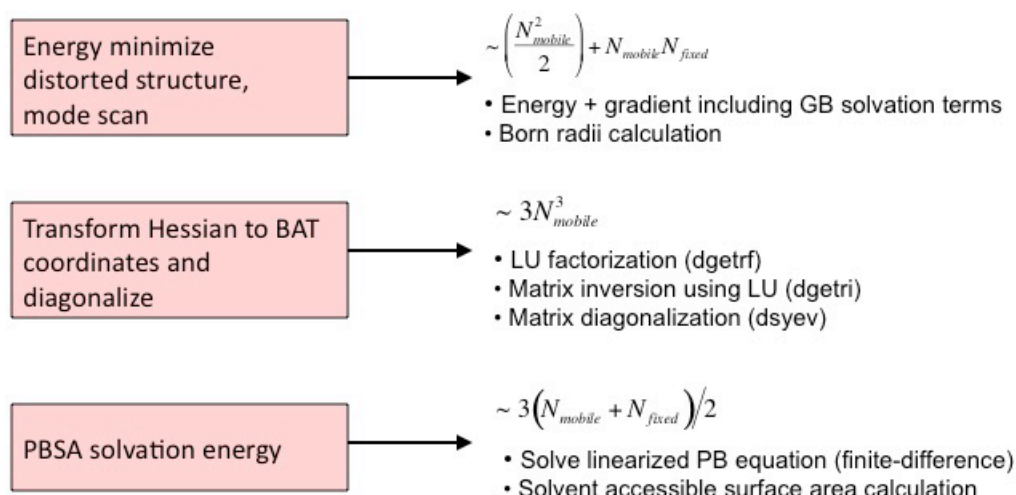 Energy minimize
distorted structure,
mode scan
~(N²mobile/2) + NmobileNfixed
• Energy + gradient including GB solvation terms
• Born radii calculation
Transform Hessian to BAT
coordinates and
diagonalize
~ 3N³mobile
• LU factorization (dgetrf)
• Matrix inversion using LU (dgetri)
• Matrix diagonalization (dsyev)
PBSA solvation energy
~ 3(Nmobile + Nfixed)/2
• Solve linearized PB equation (finite-difference)
• Solvent accessible surface area calculation